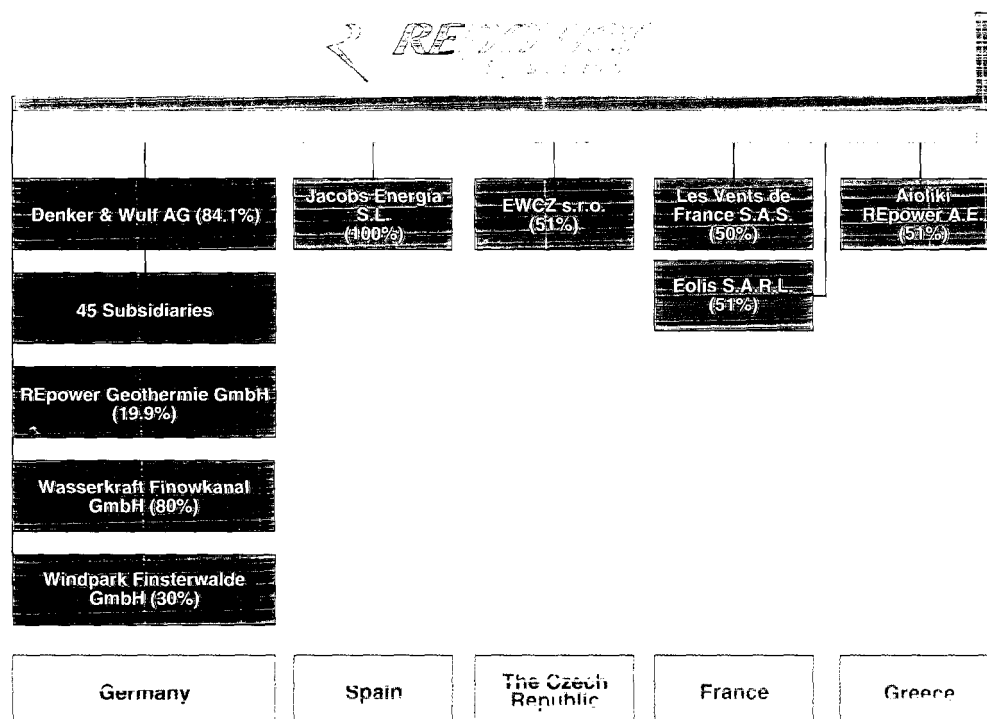 Denker & Wulf AG (84.1%)
45 Subsidiaries
REpower Geothermie GmbH
(19.9%)
Wasserkraft Finowkanal
GmbH (80%)
Windpark Finsterwalde
GmbH (30%)
Germany
Jacobs Energía
S.L.
(100%)
Spain
EWCZ s.r.o.
(51%)
The Czech
Republic
Les Vents de
France S.A.S.
(50%)
Eolis S.A.R.L.
(51%)
France
Aioliki
REpower A.E.
(51%)
Greece